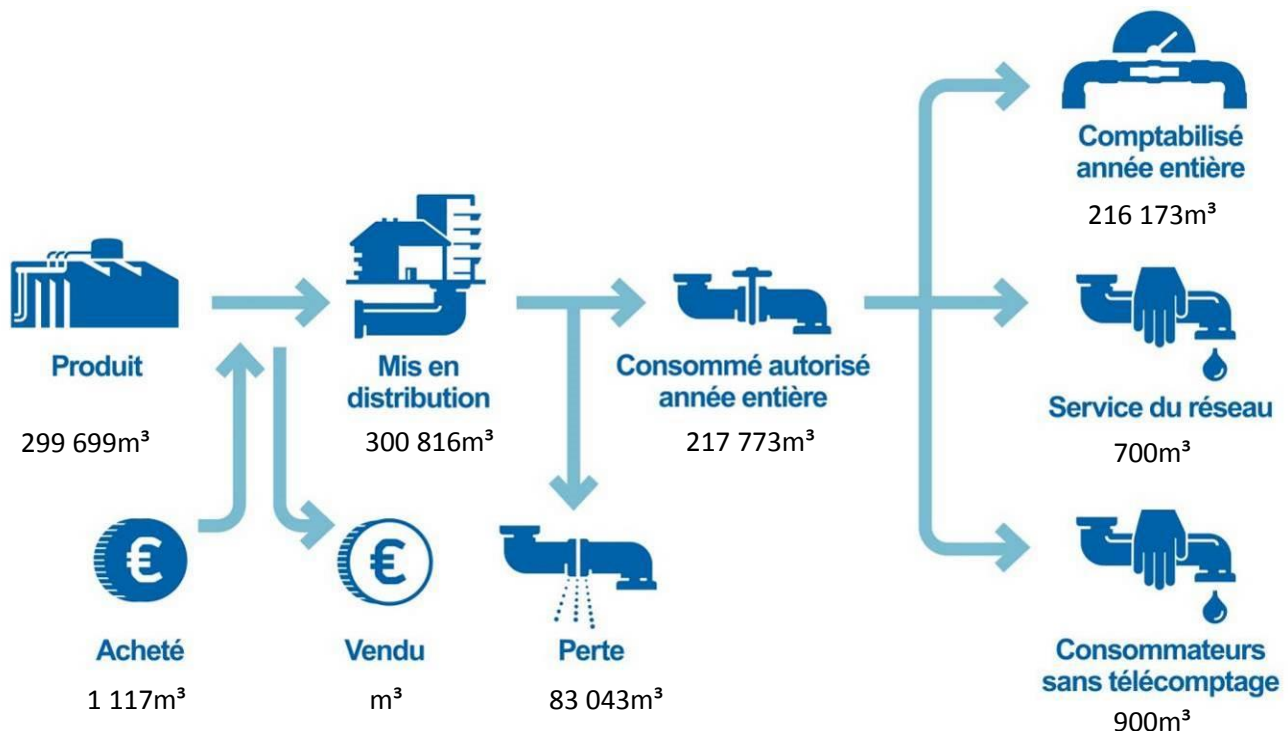 Comptabilisé
année entière
216 173m³
Produit
299 699m³
Mis en
distribution
300 816m³
Consommé autorisé
année entière
217 773m³
Service du réseau
700m³
€
Acheté
1 117m³
€
Vendu
m³
Perte
83 043m³
Consommateurs
sans télécomptage
900m³